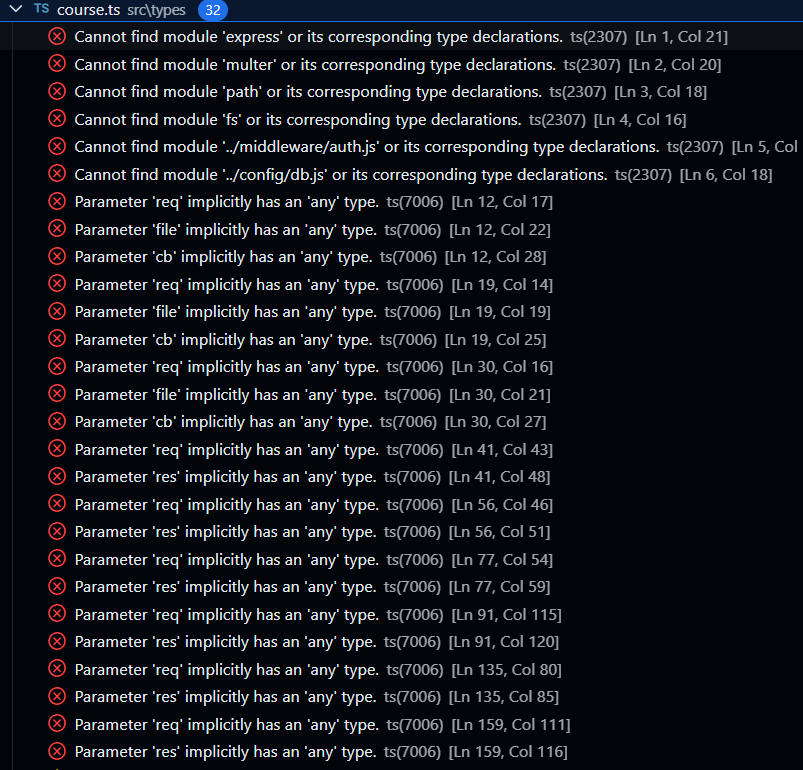 TS course.ts src\types 32
Cannot find module 'express' or its corresponding type declarations. ts(2307) [Ln 1, Col 21]
Cannot find module 'multer' or its corresponding type declarations. ts(2307) [Ln 2, Col 20]
Cannot find module 'path' or its corresponding type declarations. ts(2307) [Ln 3, Col 18]
Cannot find module 'fs' or its corresponding type declarations. ts(2307) [Ln 4, Col 16]
Cannot find module '../middleware/auth.js' or its corresponding type declarations. ts(2307) [Ln 5, Col
Cannot find module '../config/db.js' or its corresponding type declarations. ts(2307) [Ln 6, Col 18]
Parameter 'req' implicitly has an 'any' type. ts(7006) [Ln 12, Col 17]
Parameter 'file' implicitly has an 'any' type. ts(7006) [Ln 12, Col 22]
Parameter 'cb' implicitly has an 'any' type. ts(7006) [Ln 12, Col 28]
Parameter 'req' implicitly has an 'any' type. ts(7006) [Ln 19, Col 14]
Parameter 'file' implicitly has an 'any' type. ts(7006) [Ln 19, Col 19]
Parameter 'cb' implicitly has an 'any' type. ts(7006) [Ln 19, Col 25]
Parameter 'req' implicitly has an 'any' type. ts(7006) [Ln 30, Col 16]
Parameter 'file' implicitly has an 'any' type. ts(7006) [Ln 30, Col 21]
Parameter 'cb' implicitly has an 'any' type. ts(7006) [Ln 30, Col 27]
Parameter 'req' implicitly has an 'any' type. ts(7006) [Ln 41, Col 43]
Parameter 'res' implicitly has an 'any' type. ts(7006) [Ln 41, Col 48]
Parameter 'req' implicitly has an 'any' type. ts(7006) [Ln 56, Col 46]
Parameter 'res' implicitly has an 'any' type. ts(7006) [Ln 56, Col 51]
Parameter 'req' implicitly has an 'any' type. ts(7006) [Ln 77, Col 54]
Parameter 'res' implicitly has an 'any' type. ts(7006) [Ln 77, Col 59]
Parameter 'req' implicitly has an 'any' type. ts(7006) [Ln 91, Col 115]
Parameter 'res' implicitly has an 'any' type. ts(7006) [Ln 91, Col 120]
Parameter 'req' implicitly has an 'any' type. ts(7006) [Ln 135, Col 80]
Parameter 'res' implicitly has an 'any' type. ts(7006) [Ln 135, Col 85]
Parameter 'req' implicitly has an 'any' type. ts(7006) [Ln 159, Col 111]
Parameter 'res' implicitly has an 'any' type. ts(7006) [Ln 159, Col 116]